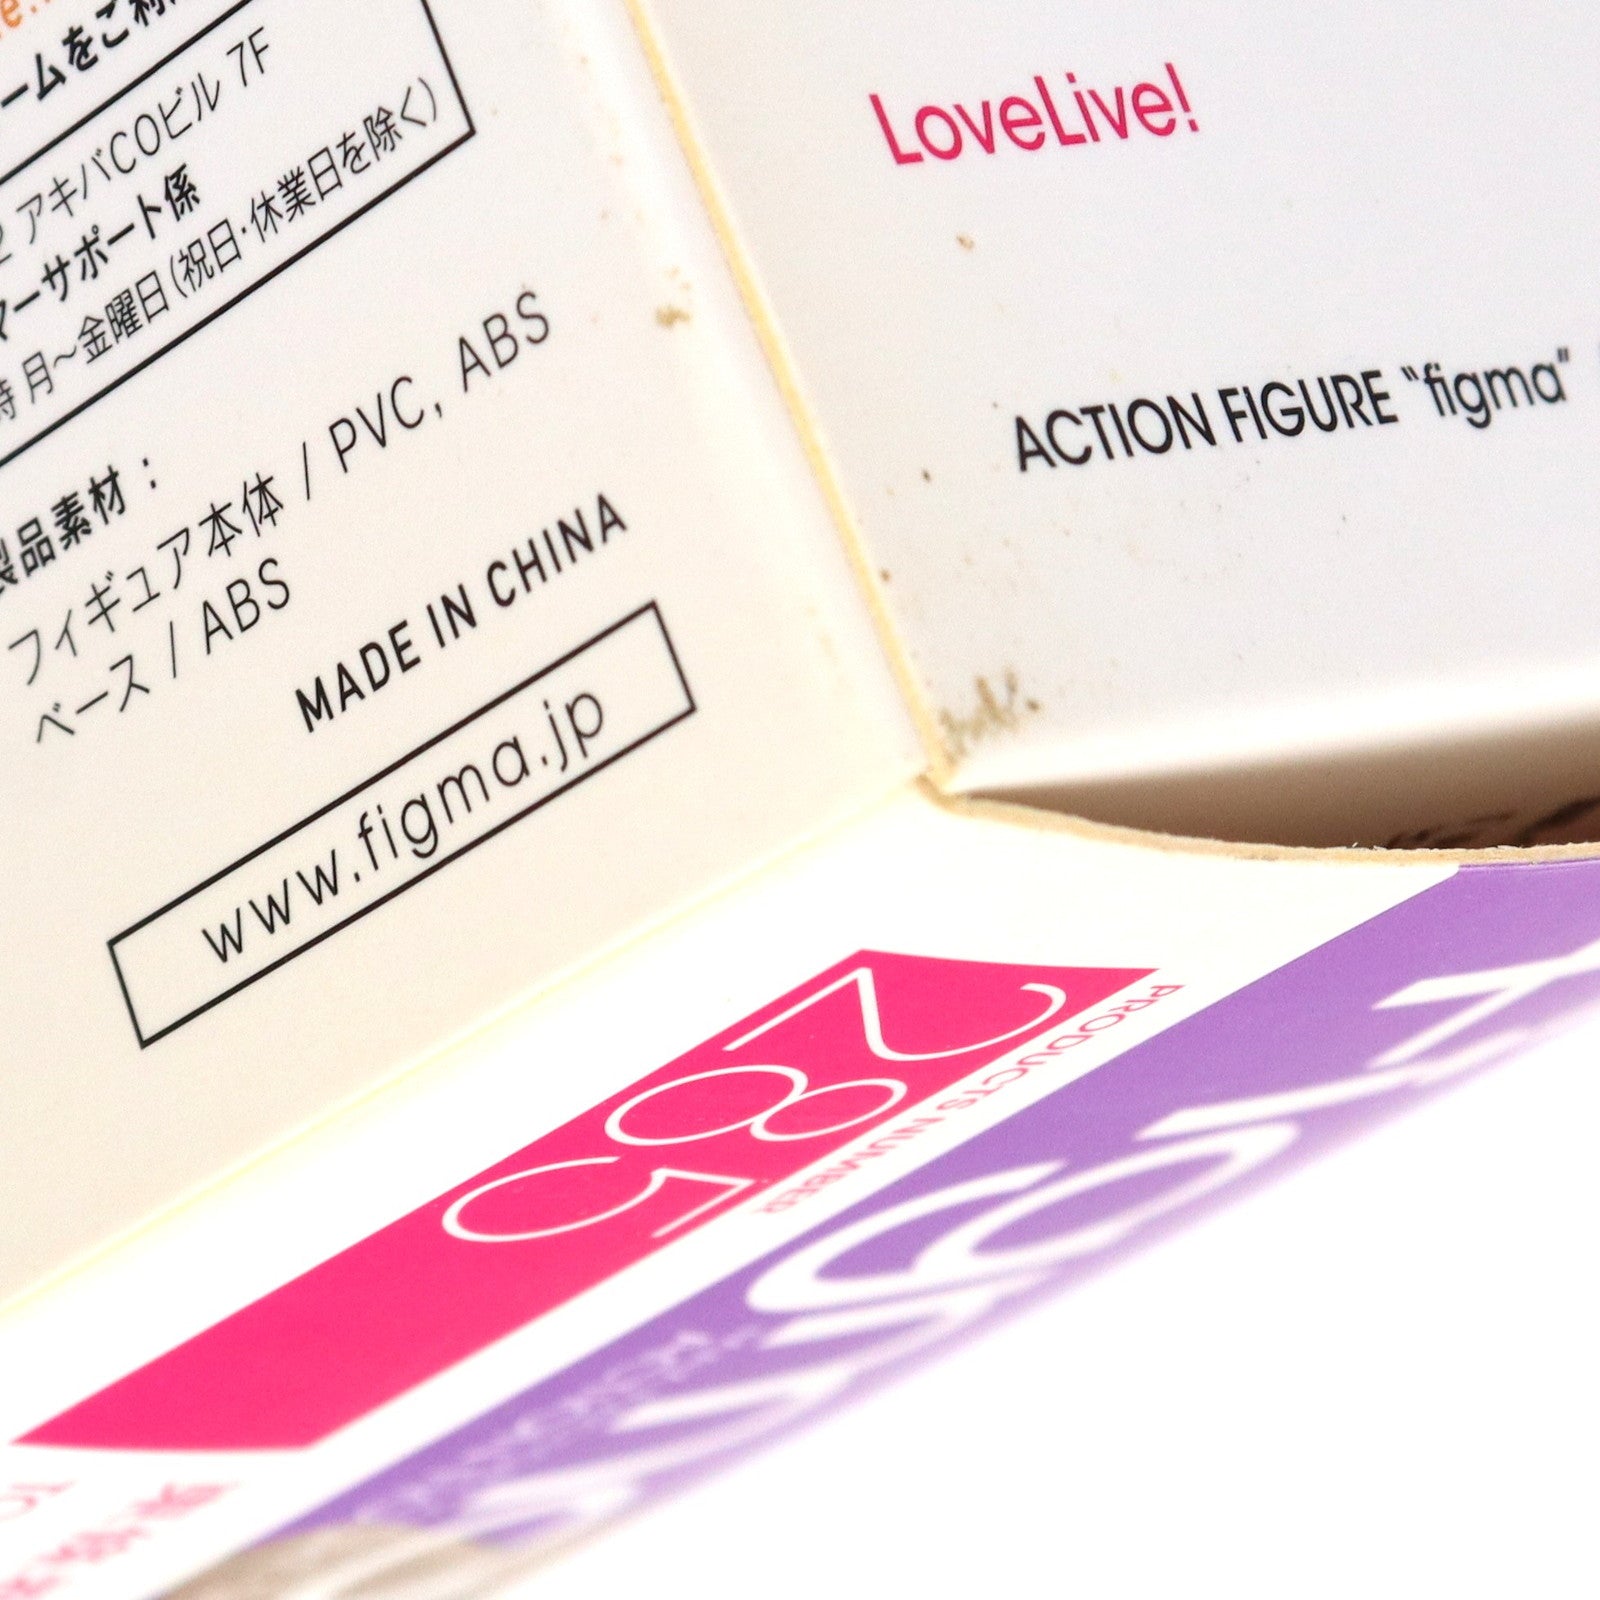 ームをご利用
アキバCOビル 7F
マーサポート係
時 月～金曜日(祝日・休業日を除く)
製品素材：
フィギュア本体 / PVC, ABS
ベース / ABS
MADE IN CHINA
www.figma.jp
LoveLive!
ACTION FIGURE “figma”
285
PRODUCTS NUMBER